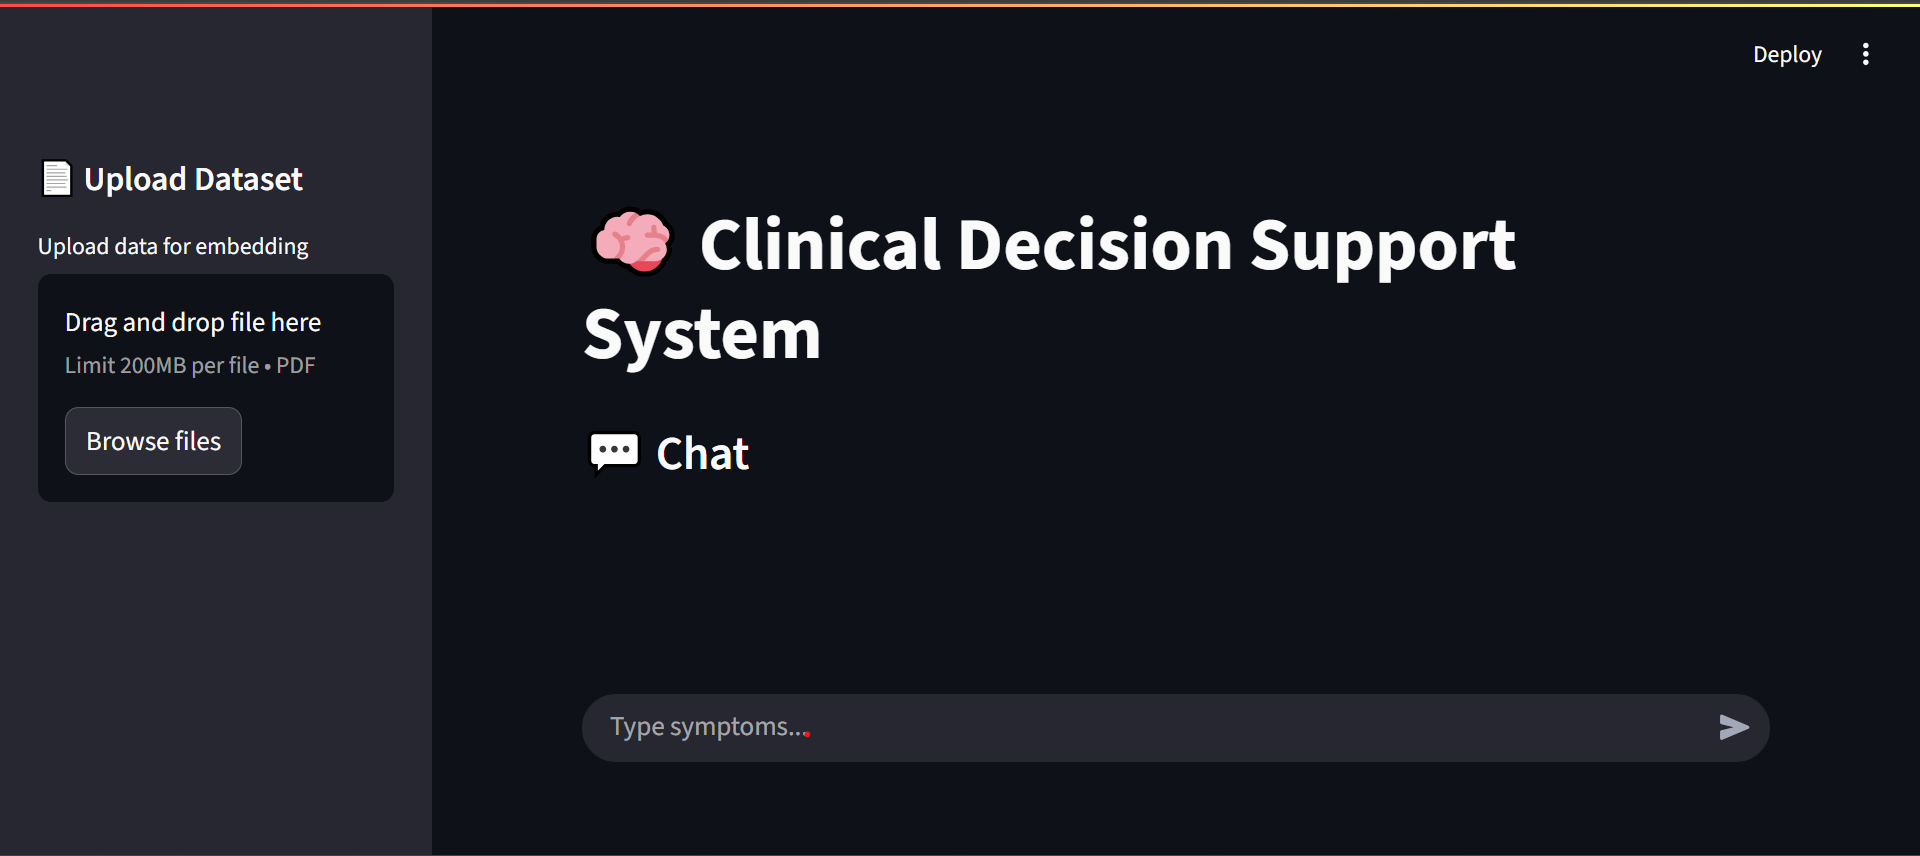 Deploy
Upload Dataset
Upload data for embedding
Drag and drop file here
Limit 200MB per file • PDF
Browse files
Clinical Decision Support
System
Chat
Type symptoms...